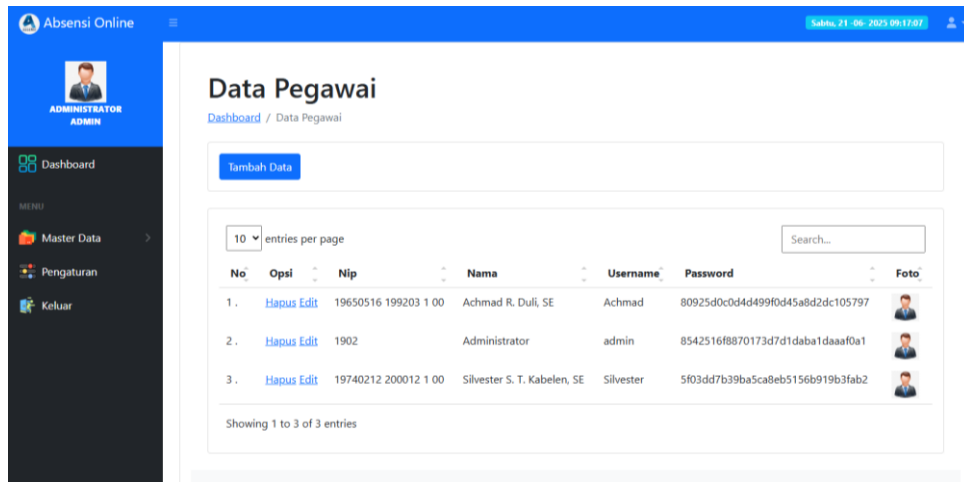 Absensi Online
Sabtu, 21 -06- 2025 09:17:07
ADMINISTRATOR
ADMIN
Dashboard
MENU
Master Data
Pengaturan
Keluar
Data Pegawai
Dashboard / Data Pegawai
Tambah Data
10 entries per page
Search...
No Opsi Nip Nama Username Password Foto
1 . Hapus Edit 19650516 199203 1 00 Achmad R. Duli, SE Achmad 80925d0c0d4d499f0d45a8d2dc105797
2 . Hapus Edit 1902 Administrator admin 8542516f8870173d7d1daba1daaaf0a1
3 . Hapus Edit 19740212 200012 1 00 Silvester S. T. Kabelen, SE Silvester 5f03dd7b39ba5ca8eb5156b919b3fab2
Showing 1 to 3 of 3 entries